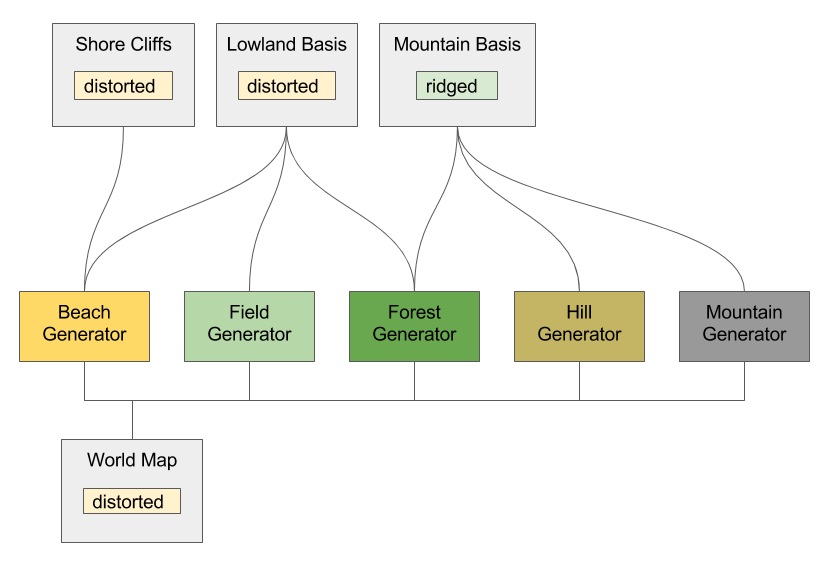 Shore Cliffs
distorted
Lowland Basis
distorted
Mountain Basis
ridged
Beach
Generator
Field
Generator
Forest
Generator
Hill
Generator
Mountain
Generator
World Map
distorted